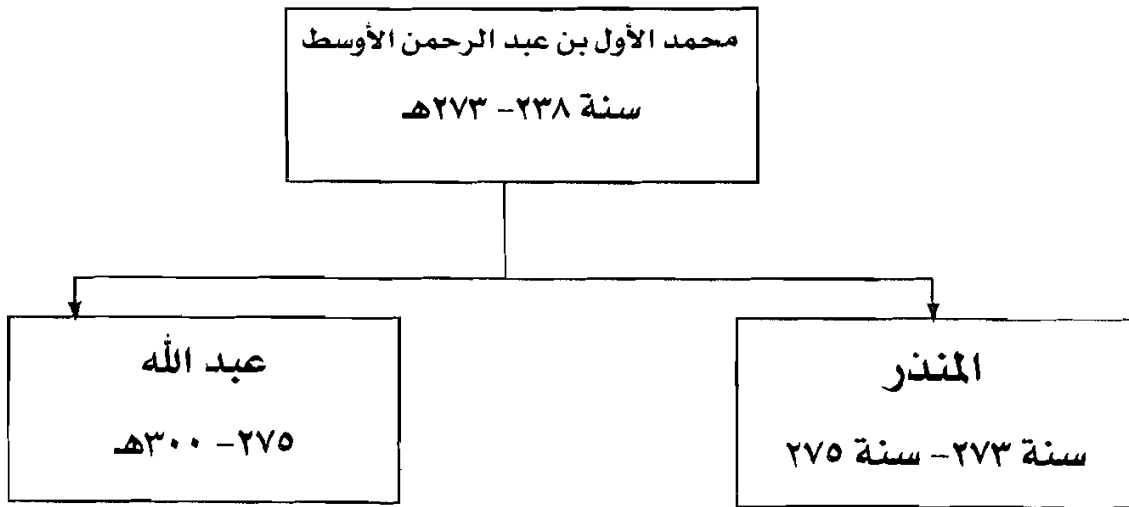 محمد الأول بن عبد الرحمن الأوسط
سنة ٢٣٨- ٢٧٣هـ
المنذر
سنة ٢٧٣- سنة ٢٧٥
عبد الله
٢٧٥- ٣٠٠هـ